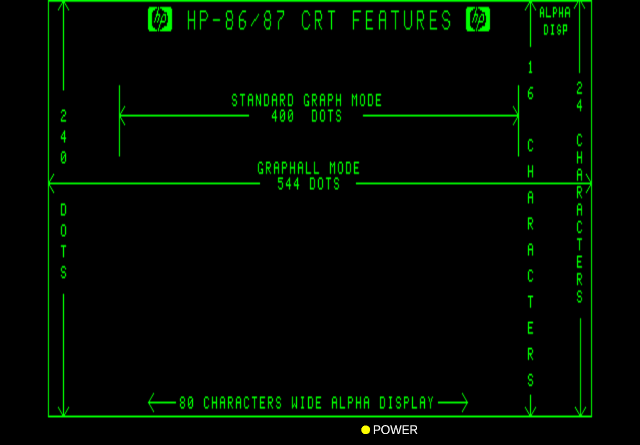 hp HP-86/87 CRT FEATURES hp
ALPHA
DISP
STANDARD GRAPH MODE
400 DOTS
GRAPHALL MODE
544 DOTS
240 DOTS
16 CHARACTERS
24 CHARACTERS
80 CHARACTERS WIDE ALPHA DISPLAY
POWER